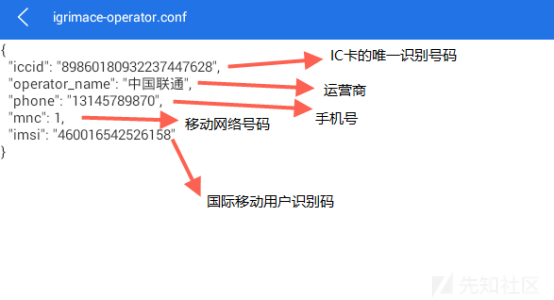 igrimace-operator.conf
{
"iccid": "89860180932237447628",
IC卡的唯一识别号码
"operator_name": "中国联通",
运营商
"phone": "13145789870",
手机号
"mnc": 1,
移动网络号码
"imsi": "460016542526158"
}
国际移动用户识别码
先知社区